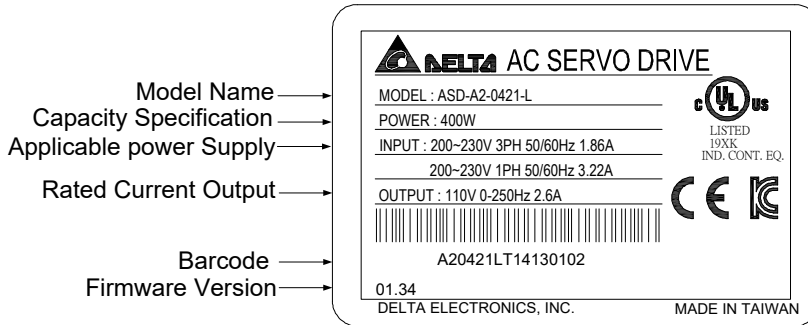 DELTA AC SERVO DRIVE
Model Name
MODEL : ASD-A2-0421-L
Capacity Specification
POWER : 400W
Applicable power Supply
INPUT : 200~230V 3PH 50/60Hz 1.86A
200~230V 1PH 50/60Hz 3.22A
Rated Current Output
OUTPUT : 110V 0-250Hz 2.6A
C UL US
LISTED
19XK
IND. CONT. EQ.
CE KC
Barcode
A20421LT14130102
Firmware Version
01.34
DELTA ELECTRONICS, INC.
MADE IN TAIWAN